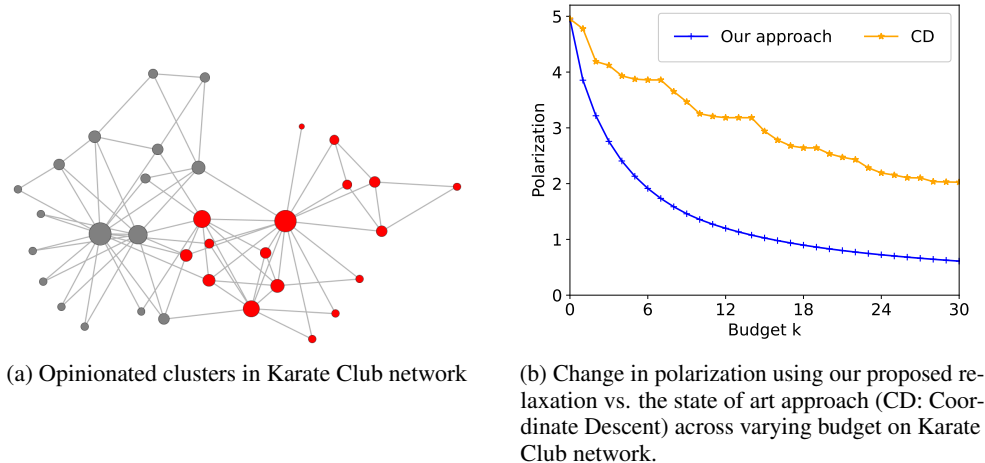 5
4
3
2
1
0
Polarization
Our approach
CD
0 6 12 18 24 30
Budget k
(a) Opinionated clusters in Karate Club network
(b) Change in polarization using our proposed re-
laxation vs. the state of art approach (CD: Coor-
dinate Descent) across varying budget on Karate
Club network.